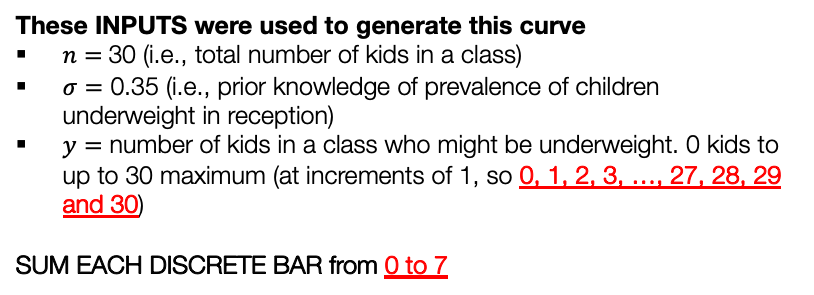 These INPUTS were used to generate this curve
▪ n = 30 (i.e., total number of kids in a class)
▪ σ = 0.35 (i.e., prior knowledge of prevalence of children
underweight in reception)
▪ y = number of kids in a class who might be underweight. 0 kids to
up to 30 maximum (at increments of 1, so 0, 1, 2, 3, …, 27, 28, 29
and 30)
SUM EACH DISCRETE BAR from 0 to 7